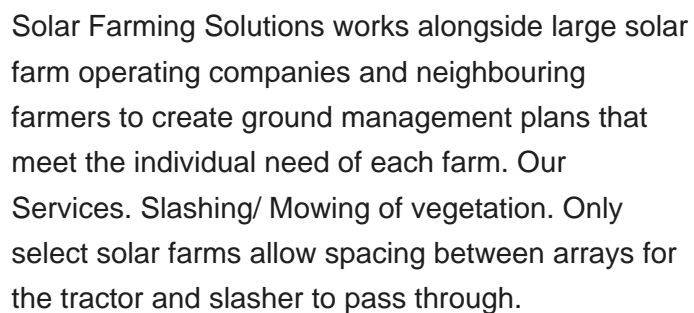 Solar Farming Solutions works alongside large solar
farm operating companies and neighbouring
farmers to create ground management plans that
meet the individual need of each farm. Our
Services. Slashing/ Mowing of vegetation. Only
select solar farms allow spacing between arrays for
the tractor and slasher to pass through.